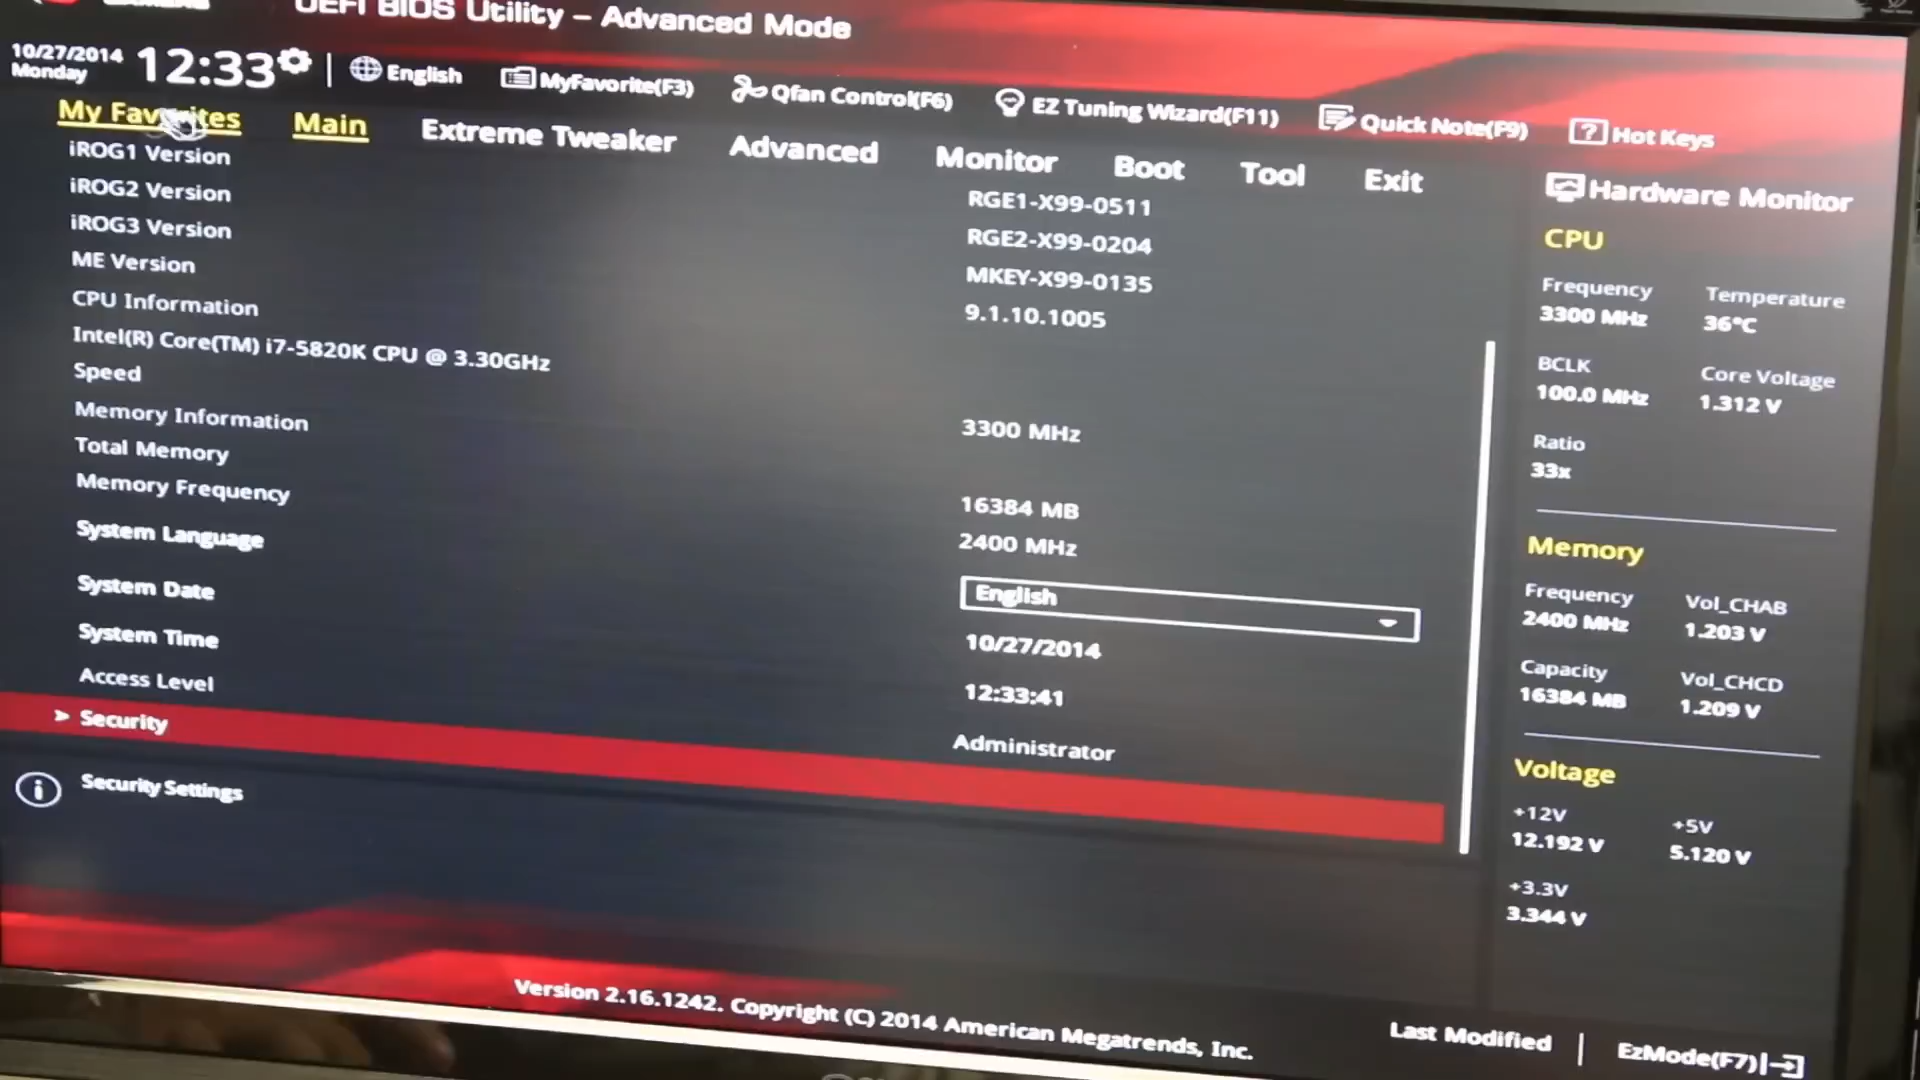 UEFI BIOS Utility – Advanced Mode
10/27/2014
Monday
12:33
English
MyFavorite(F3)
Qfan Control(F6)
EZ Tuning Wizard(F11)
Quick Note(F9)
? Hot Keys
My Favorites
Main
Extreme Tweaker
Advanced
Monitor
Boot
Tool
Exit
iROG1 Version RGE1-X99-0511
iROG2 Version RGE2-X99-0204
iROG3 Version MKEY-X99-0135
ME Version 9.1.10.1005
CPU Information
Intel(R) Core(TM) i7-5820K CPU @ 3.30GHz
Speed 3300 MHz
Memory Information
Total Memory 16384 MB
Memory Frequency 2400 MHz
System Language English
System Date 10/27/2014
System Time 12:33:41
Access Level Administrator
> Security
Security Settings
Hardware Monitor
CPU
Frequency Temperature
3300 MHz 36°C
BCLK Core Voltage
100.0 MHz 1.312 V
Ratio
33x
Memory
Frequency Vol_CHAB
2400 MHz 1.203 V
Capacity Vol_CHCD
16384 MB 1.209 V
Voltage
+12V +5V
12.192 V 5.120 V
+3.3V
3.344 V
Version 2.16.1242. Copyright (C) 2014 American Megatrends, Inc.
Last Modified
EzMode(F7)